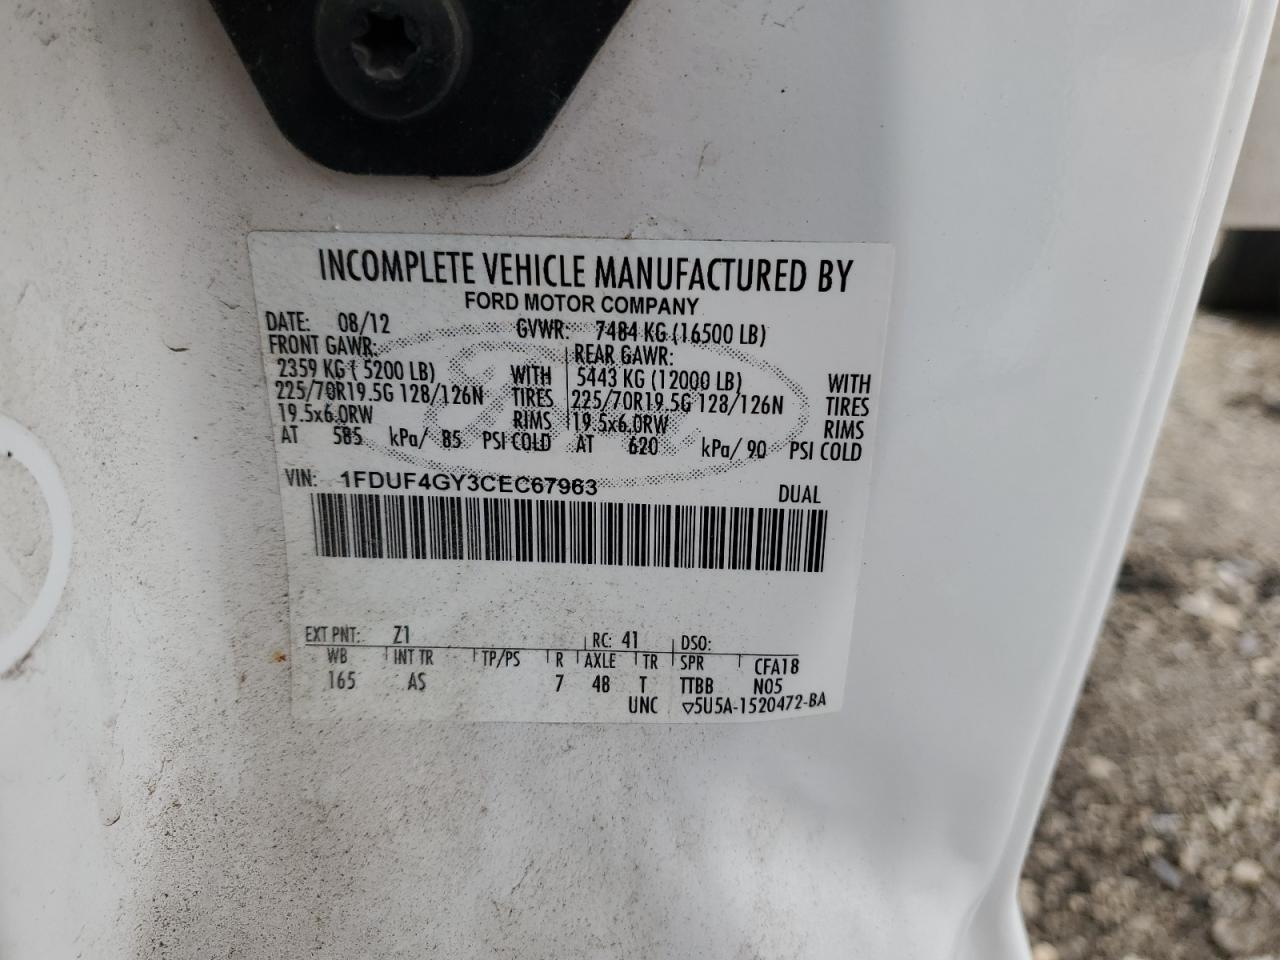 INCOMPLETE VEHICLE MANUFACTURED BY
FORD MOTOR COMPANY
DATE: 08/12 GVWR: 7484 KG (16500 LB)
FRONT GAWR: REAR GAWR:
2359 KG ( 5200 LB) WITH 5443 KG (12000 LB) WITH
225/70R19.5G 128/126N TIRES 225/70R19.5G 128/126N TIRES
19.5x6.0RW RIMS 19.5x6.0RW RIMS
AT 585 kPa/ 85 PSI COLD AT 620 kPa/ 90 PSI COLD
VIN: 1FDUF4GY3CEC67963 DUAL
EXT PNT: Z1 RC: 41 DSO:
WB INT TR TP/PS R AXLE TR SPR CFA18
165 AS 7 48 T TTBB N05
UNC ▽5U5A-1520472-BA